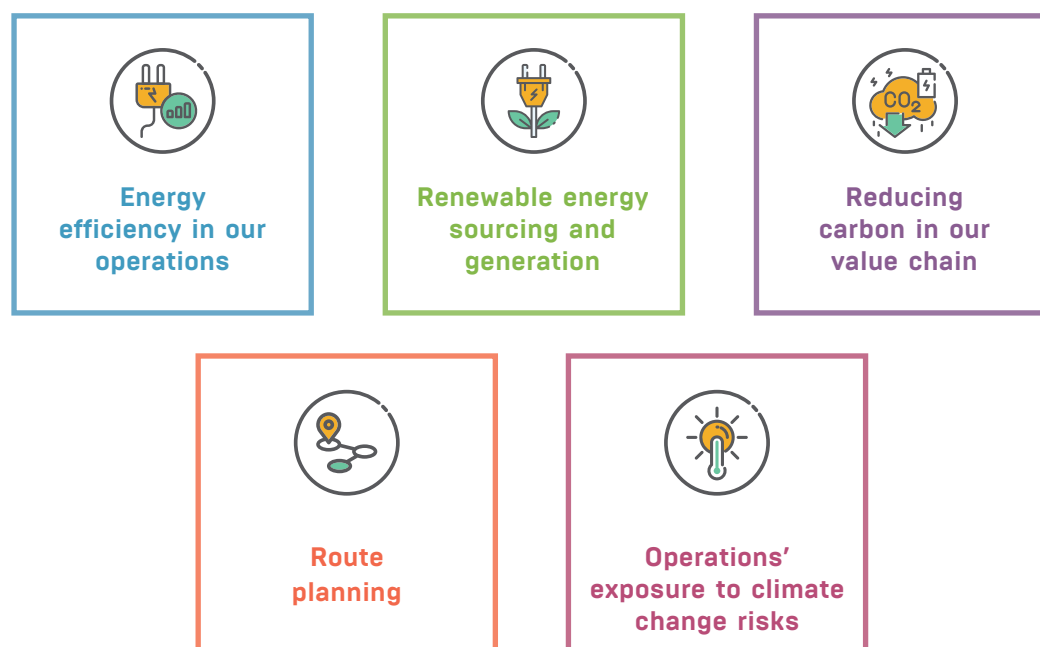 CO2
Energy
efficiency in our
operations
Renewable energy
sourcing and
generation
Reducing
carbon in our
value chain
Route
planning
Operations’
exposure to climate
change risks